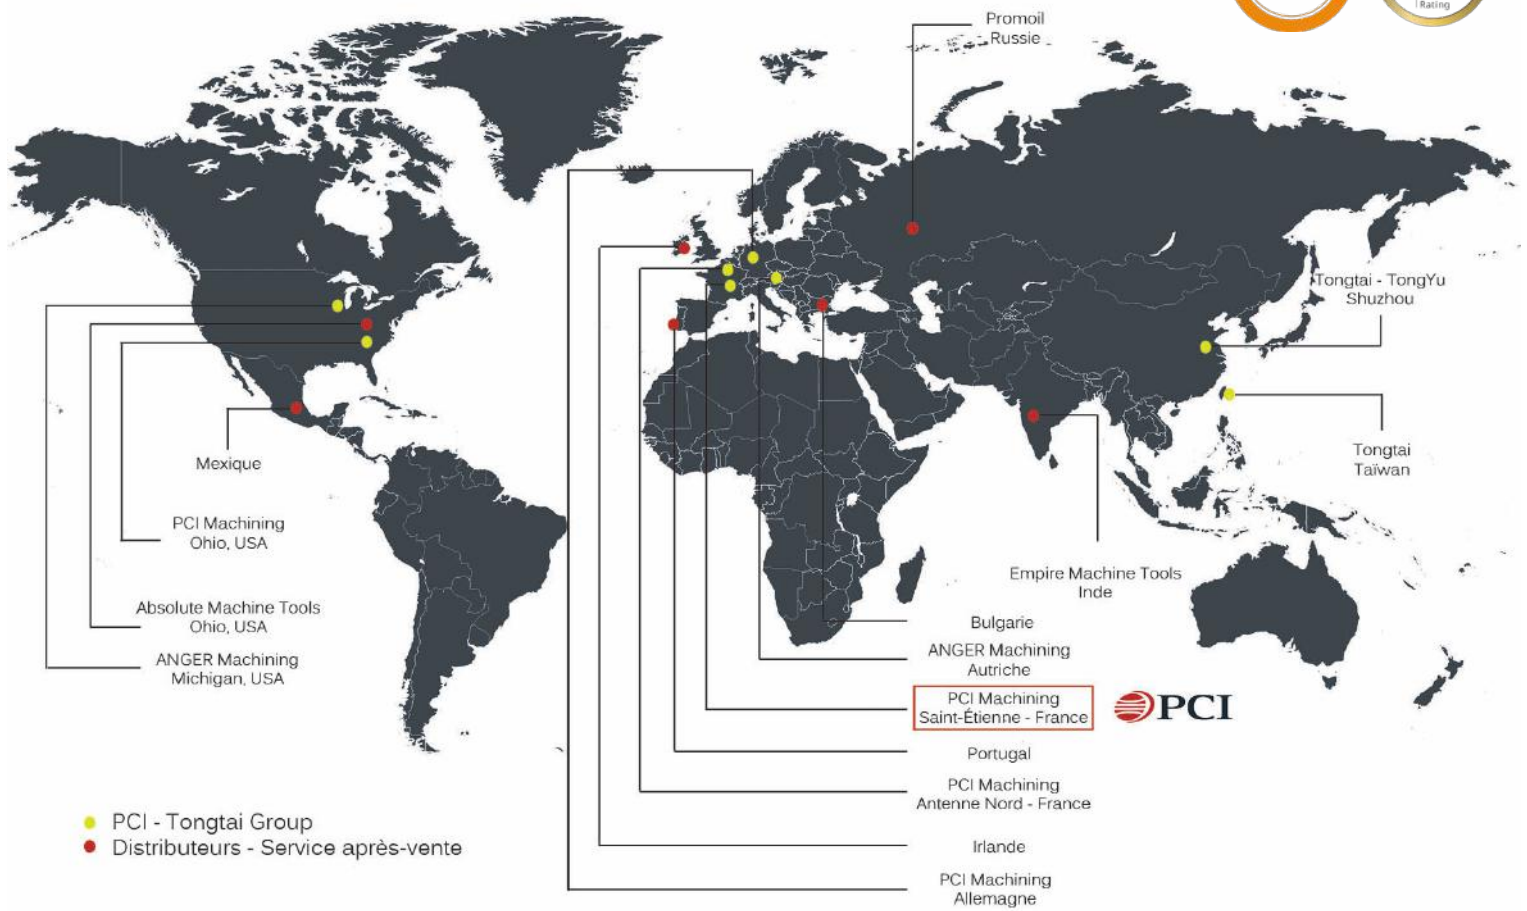 Rating
Promoil
Russie
Tongtai - TongYu
Shuzhou
Tongtai
Taïwan
Mexique
PCI Machining
Ohio, USA
Absolute Machine Tools
Ohio, USA
ANGER Machining
Michigan, USA
Empire Machine Tools
Inde
Bulgarie
ANGER Machining
Autriche
PCI Machining
Saint-Étienne - France
PCI
Portugal
PCI Machining
Antenne Nord - France
Irlande
PCI Machining
Allemagne
PCI - Tongtai Group
Distributeurs - Service après-vente